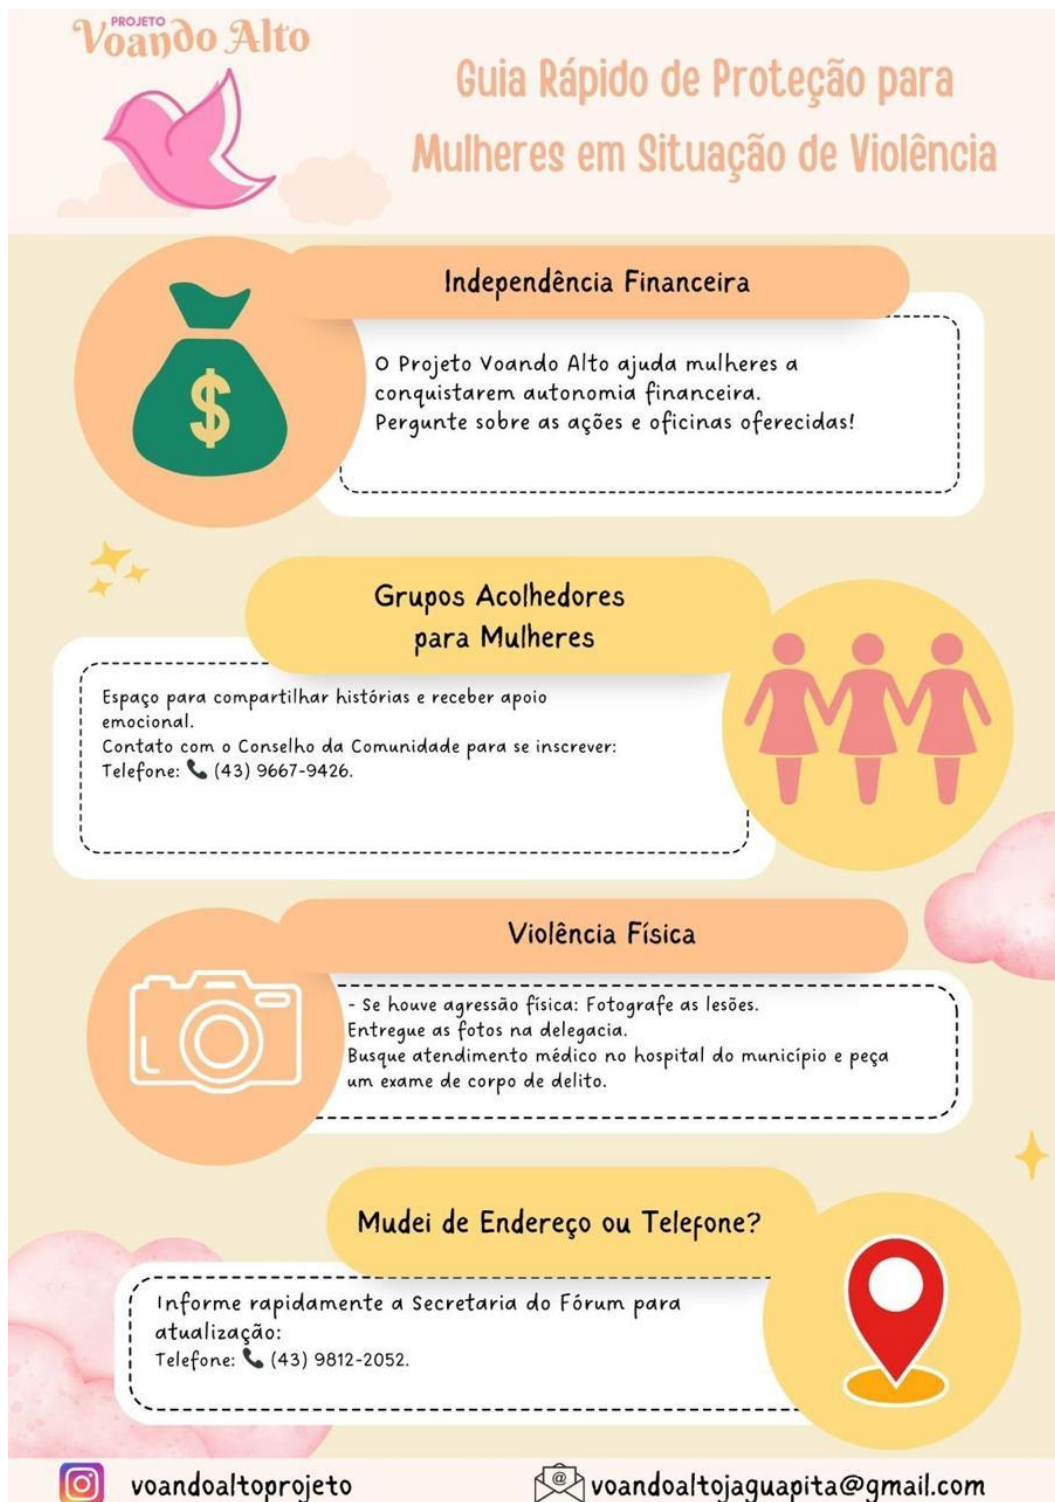 PROJETO
Voando Alto
Guia Rápido de Proteção para
Mulheres em Situação de Violência
Independência Financeira
$
O Projeto Voando Alto ajuda mulheres a
conquistarem autonomia financeira.
Pergunte sobre as ações e oficinas oferecidas!
Grupos Acolhedores
para Mulheres
Espaço para compartilhar histórias e receber apoio
emocional.
Contato com o Conselho da Comunidade para se inscrever:
Telefone: 📞 (43) 9667-9426.
Violência Física
- Se houve agressão física: Fotografe as lesões.
Entregue as fotos na delegacia.
Busque atendimento médico no hospital do município e peça
um exame de corpo de delito.
Mudei de Endereço ou Telefone?
Informe rapidamente a Secretaria do Fórum para
atualização:
Telefone: 📞 (43) 9812-2052.
voandoaltoprojeto
@
voandoaltojaguapita@gmail.com